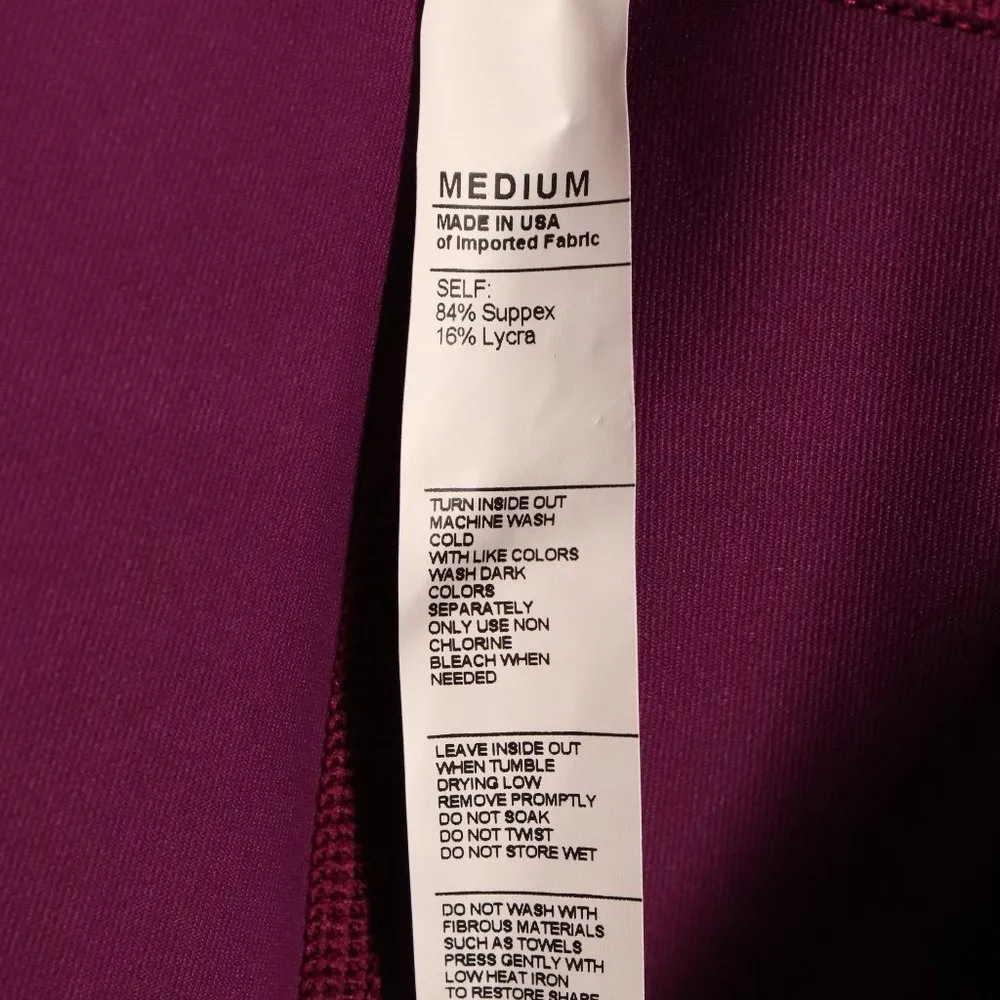 MEDIUM
MADE IN USA
of Imported Fabric
SELF:
84% Suppex
16% Lycra
TURN INSIDE OUT
MACHINE WASH
COLD
WITH LIKE COLORS
WASH DARK
COLORS
SEPARATELY
ONLY USE NON
CHLORINE
BLEACH WHEN
NEEDED
LEAVE INSIDE OUT
WHEN TUMBLE
DRYING LOW
REMOVE PROMPTLY
DO NOT SOAK
DO NOT TWIST
DO NOT STORE WET
DO NOT WASH WITH
FIBROUS MATERIALS
SUCH AS TOWELS
PRESS GENTLY WITH
LOW HEAT IRON
TO RESTORE SHAPE